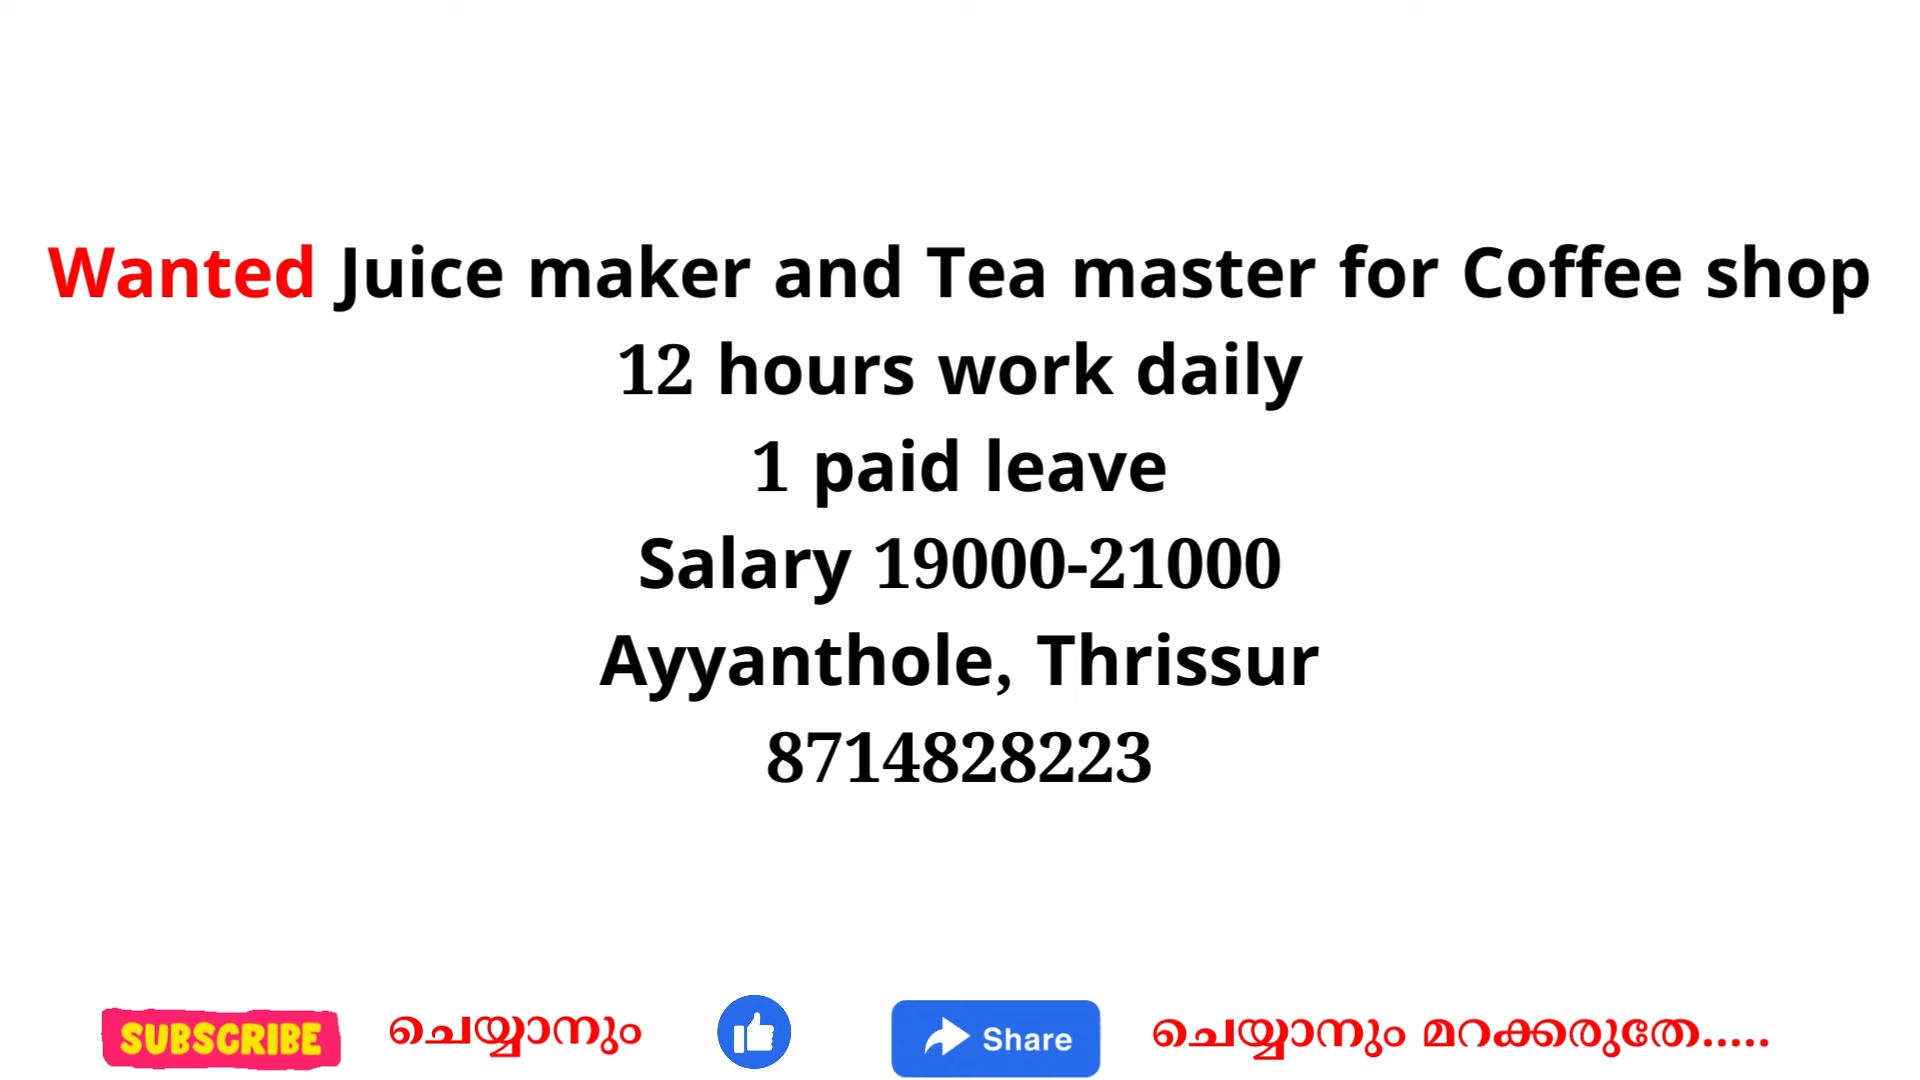 Wanted Juice maker and Tea master for Coffee shop
12 hours work daily
1 paid leave
Salary 19000-21000
Ayyanthole, Thrissur
8714828223
SUBSCRIBE ചെയ്യാനും Share ചെയ്യാനും മറക്കരുതേ.....